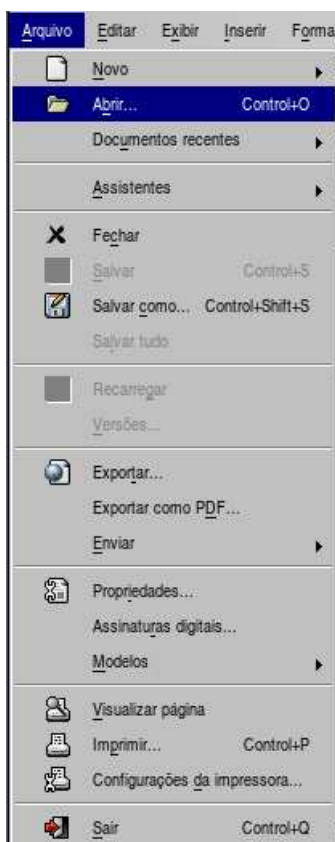 Arquivo Editar Exibir Inserir Forma
Novo
Abrir... Control+O
Documentos recentes
Assistentes
Fechar
Salvar Control+S
Salvar como... Control+Shift+S
Salvar tudo
Recarregar
Versões...
Exportar...
Exportar como PDF...
Enviar
Propriedades...
Assinaturas digitais...
Modelos
Visualizar página
Imprimir... Control+P
Configurações da impressora...
Sair Control+Q